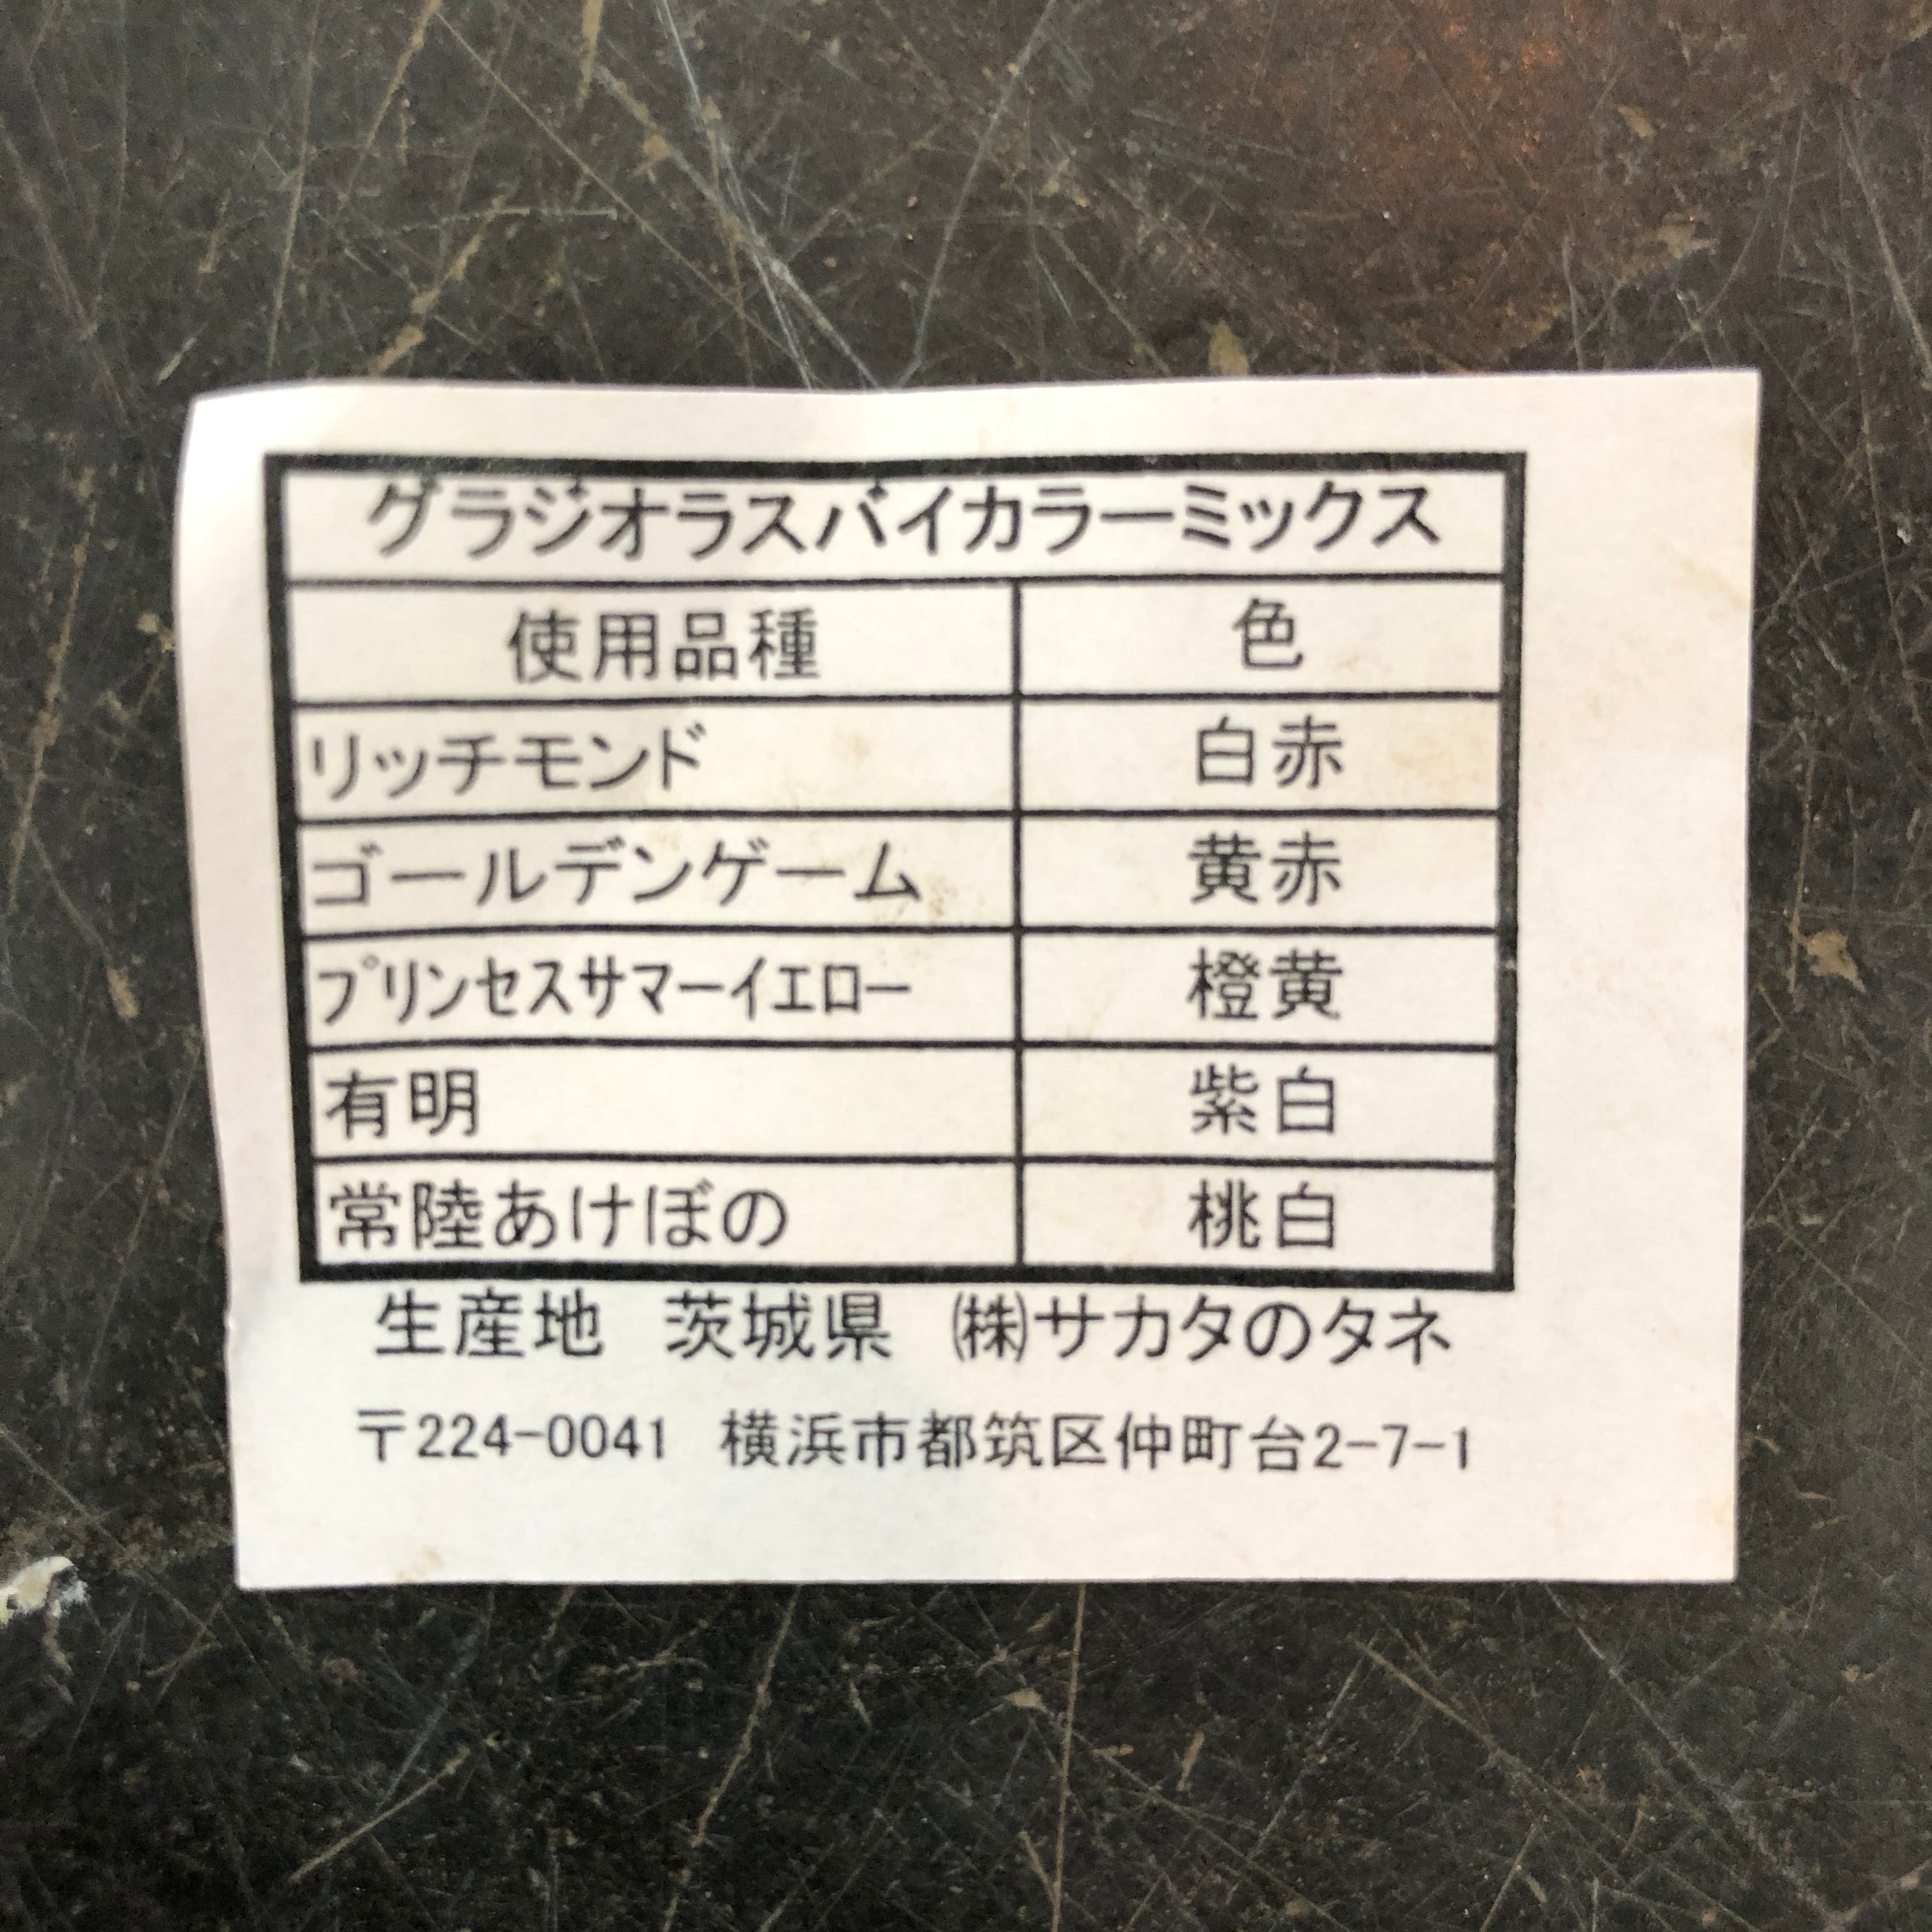 グラジオラスバイカラーミックス
使用品種 色
リッチモンド 白赤
ゴールデンゲーム 黄赤
プリンセスサマーイエロー 橙黄
有明 紫白
常陸あけぼの 桃白
生産地 茨城県 ㈱サカタのタネ
〒224-0041 横浜市都筑区仲町台2-7-1